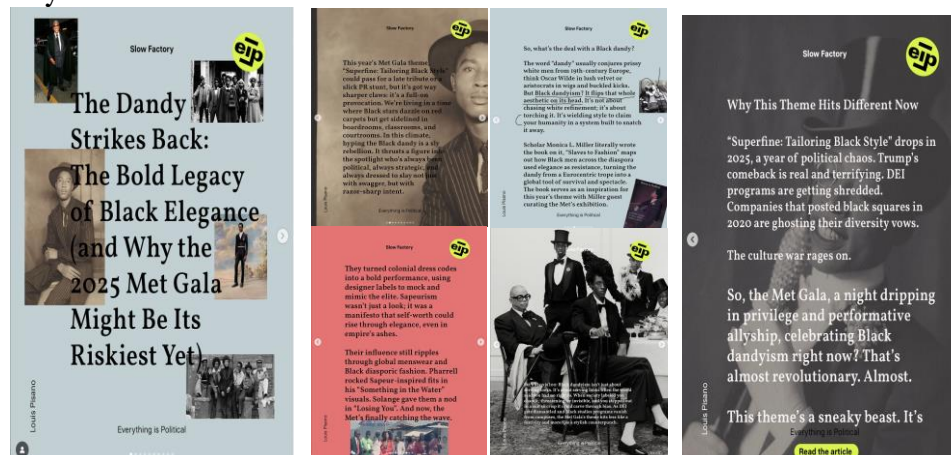 Slow Factory
eip
The Dandy
Strikes Back:
The Bold Legacy
of Black Elegance
(and Why the
2025 Met Gala
Might Be Its
Riskiest Yet)
Louis Pisano
Everything is Political
Slow Factory
eip
This year's Met Gala theme,
"Superfine: Tailoring Black Style"
could pass for a late tribute or a
slick PR stunt, but it's got way
sharper claws: it's a full-on
provocation. We're living in a time
where Black stars dazzle on red
carpets but get sidelined in
boardrooms, classrooms, and
courtrooms. In this climate,
hyping the Black dandy is a sly
rebellion. It thrusts a figure into
the spotlight who's always been
political, always strategic, and
always dressed to slay not just
with swagger, but with
razor-sharp intent.
Louis Pisano
Everything is Political
Slow Factory
eip
So, what's the deal with a Black dandy?
The word "dandy" usually conjures prissy
white men from 19th-century Europe,
think Oscar Wilde in lush velvet or
aristocrats in wigs and buckled kicks.
But Black dandyism? It flips that whole
aesthetic on its head. It's not about
chasing white refinement; it's about
torching it. It's wielding style to claim
your humanity in a system built to snatch
it away.
Scholar Monica L. Miller literally wrote
the book on it, "Slaves to Fashion" maps
out how Black men across the diaspora
used elegance as resistance, turning the
dandy from a Eurocentric trope into a
global tool of survival and spectacle.
The book serves as an inspiration for
this year's theme with Miller guest
curating the Met's exhibition.
Louis Pisano
Everything is Political
Slow Factory
eip
They turned colonial dress codes
into a bold performance, using
designer labels to mock and
mimic the elite. Sapeurism
wasn't just a look; it was a
manifesto that self-worth could
rise through elegance, even in
empire's ashes.
Their influence still ripples
through global menswear and
Black diasporic fashion. Pharrell
rocked Sapeur-inspired fits in
his "Something in the Water"
visuals. Solange gave them a nod
in "Losing You". And now, the
Met's finally catching the wave,
Louis Pisano
eip
Slow Factory
eip
Why This Theme Hits Different Now
"Superfine: Tailoring Black Style" drops in
2025, a year of political chaos. Trump's
comeback is real and terrifying. DEI
programs are getting shredded.
Companies that posted black squares in
2020 are ghosting their diversity vows.
The culture war rages on.
So, the Met Gala, a night dripping
in privilege and performative
allyship, celebrating Black
dandyism right now? That's
almost revolutionary. Almost.
This theme's a sneaky beast. It's
Louis Pisano
Everything is Political
Read the article